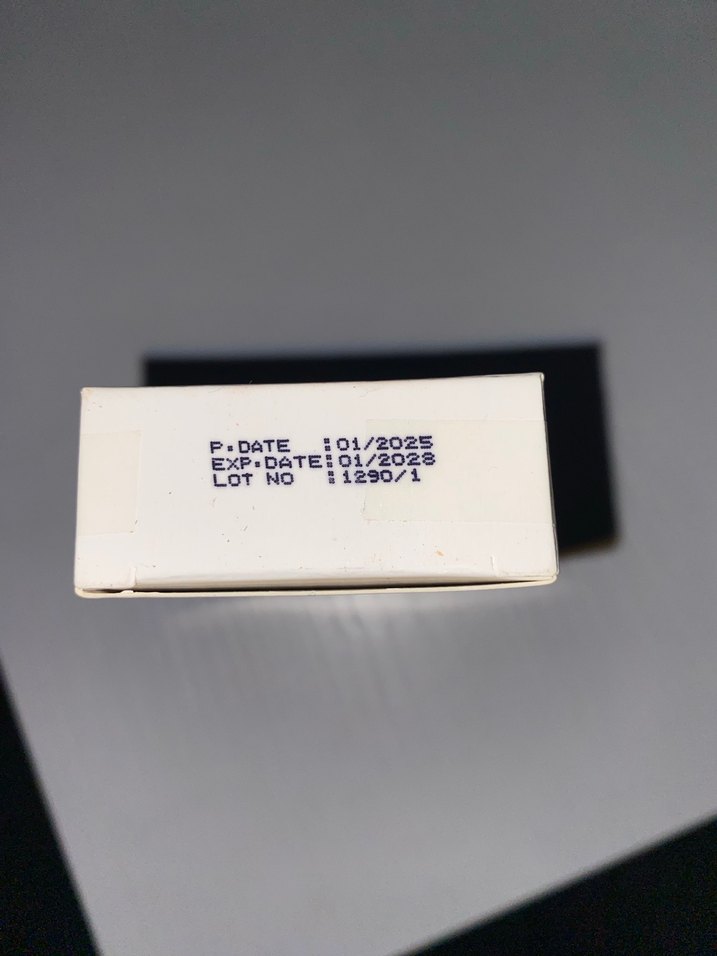 P.DATE :01/2025
EXP.DATE:01/2028
LOT NO :1290/1